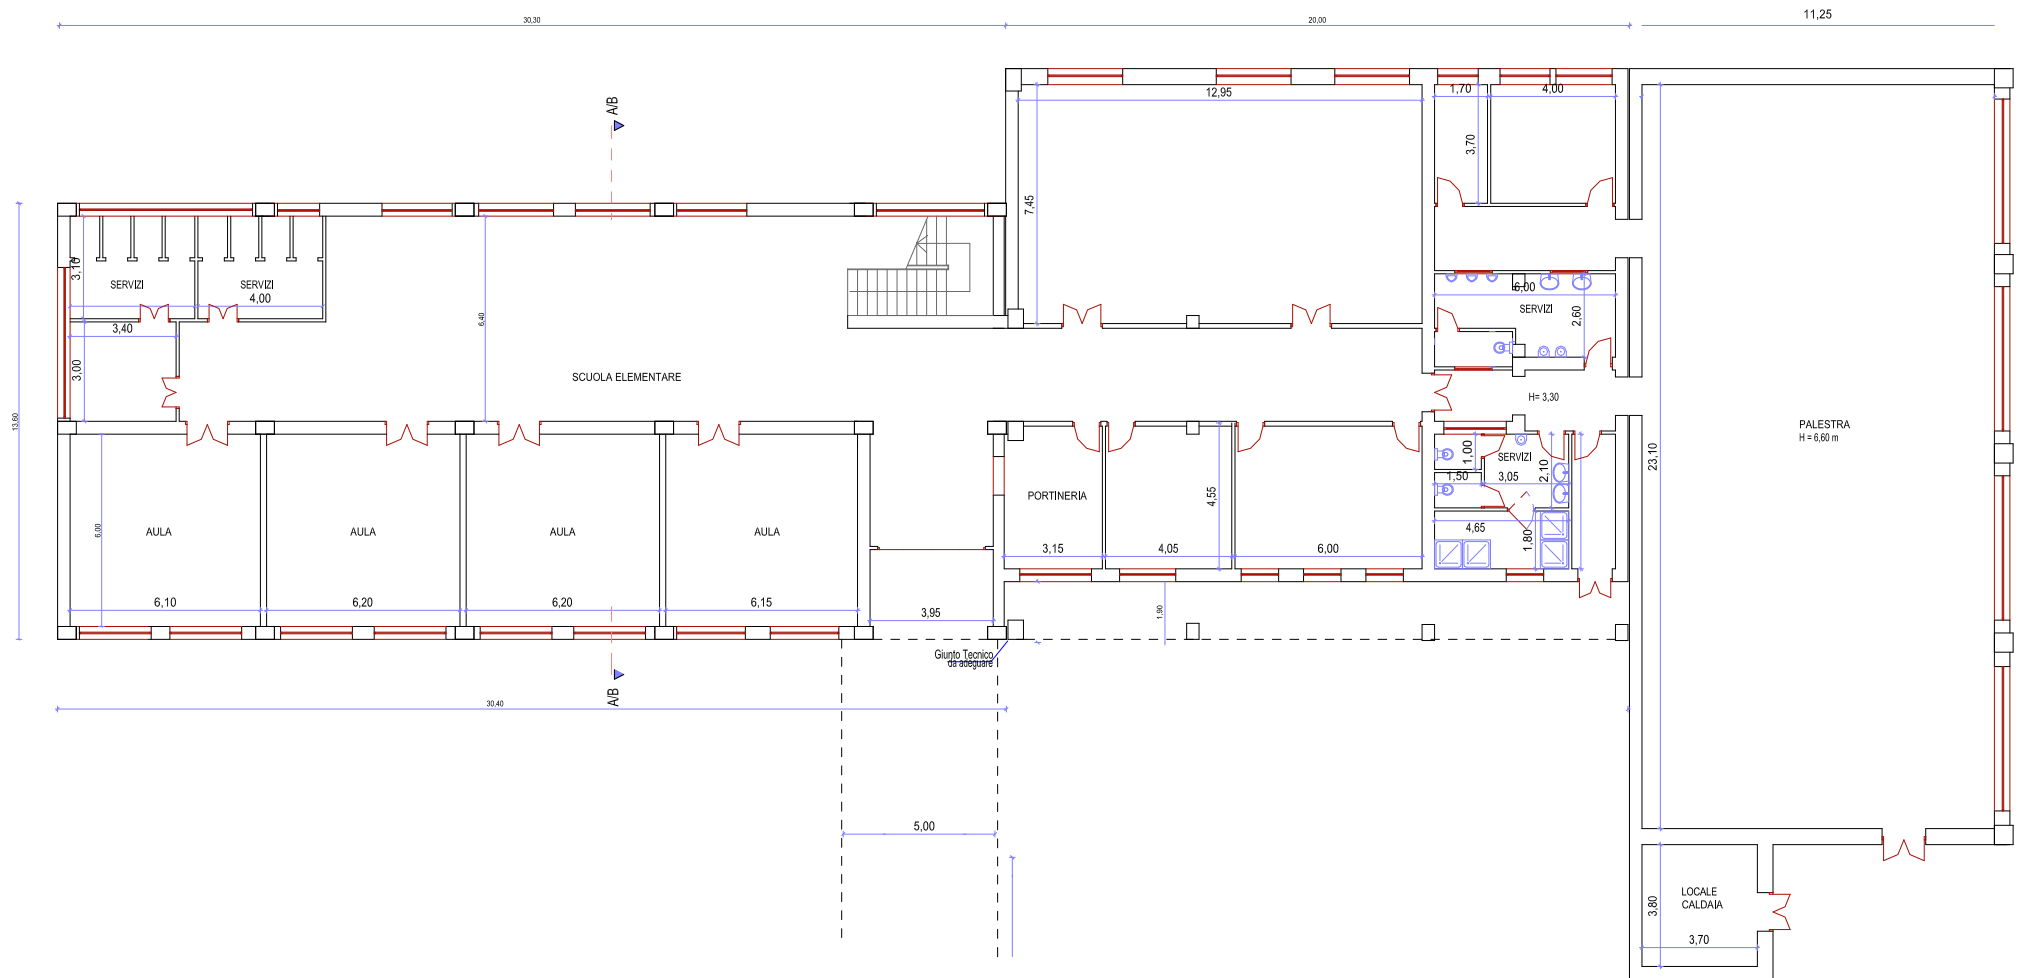 30,30
20,00
11,25
A/B
12,95
1,70
4,00
3,70
7,45
3,10
SERVIZI
SERVIZI
4,00
3,40
3,00
6,40
SCUOLA ELEMENTARE
6,00
SERVIZI
2,60
H= 3,30
13,60
PALESTRA
H = 6,60 m
23,10
1,00
SERVIZI
1,50
3,05
2,10
4,65
1,80
PORTINERIA
4,55
3,15
4,05
6,00
6,00
AULA
AULA
AULA
AULA
6,10
6,20
6,20
6,15
3,95
1,90
Giunto Tecnico
da adeguare
A/B
30,40
5,00
LOCALE
CALDAIA
3,80
3,70